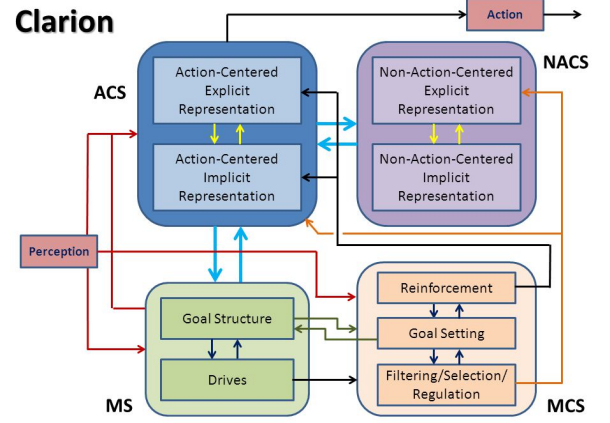 Clarion
Action
NACS
ACS
Action-Centered
Explicit
Representation
Non-Action-Centered
Explicit
Representation
Action-Centered
Implicit
Representation
Non-Action-Centered
Implicit
Representation
Perception
Reinforcement
Goal Structure
Goal Setting
Drives
Filtering/Selection/
Regulation
MS
MCS